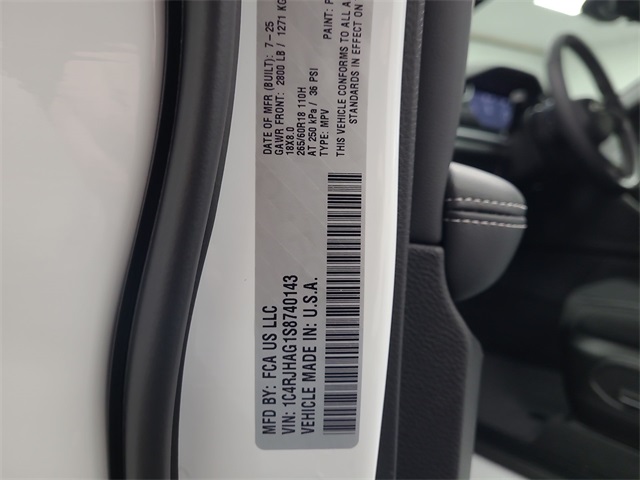 MFD BY: FCA US LLC
DATE OF MFR (BUILT): 7-25
GAWR FRONT: 2800 LB / 1271 KG
18X8.0
265/60R18 110H
AT 250 kPa / 36 PSI
TYPE: MPV
PAINT:
THIS VEHICLE CONFORMS TO ALL A
STANDARDS IN EFFECT ON
VIN: 1C4RJHAG1S8740143
VEHICLE MADE IN: U.S.A.